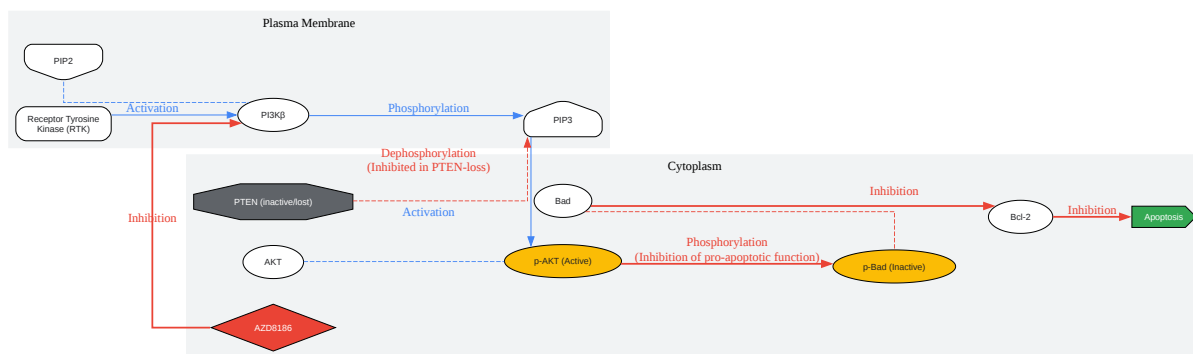 Plasma Membrane
PIP2
Receptor Tyrosine
Kinase (RTK)
Activation
PI3Kβ
Phosphorylation
PIP3
Dephosphorylation
(Inhibited in PTEN-loss)
Cytoplasm
PTEN (inactive/lost)
Activation
Bad
Inhibition
Bcl-2
Inhibition
Apoptosis
Inhibition
AKT
p-AKT (Active)
Phosphorylation
(Inhibition of pro-apoptotic function)
p-Bad (Inactive)
AZD8186